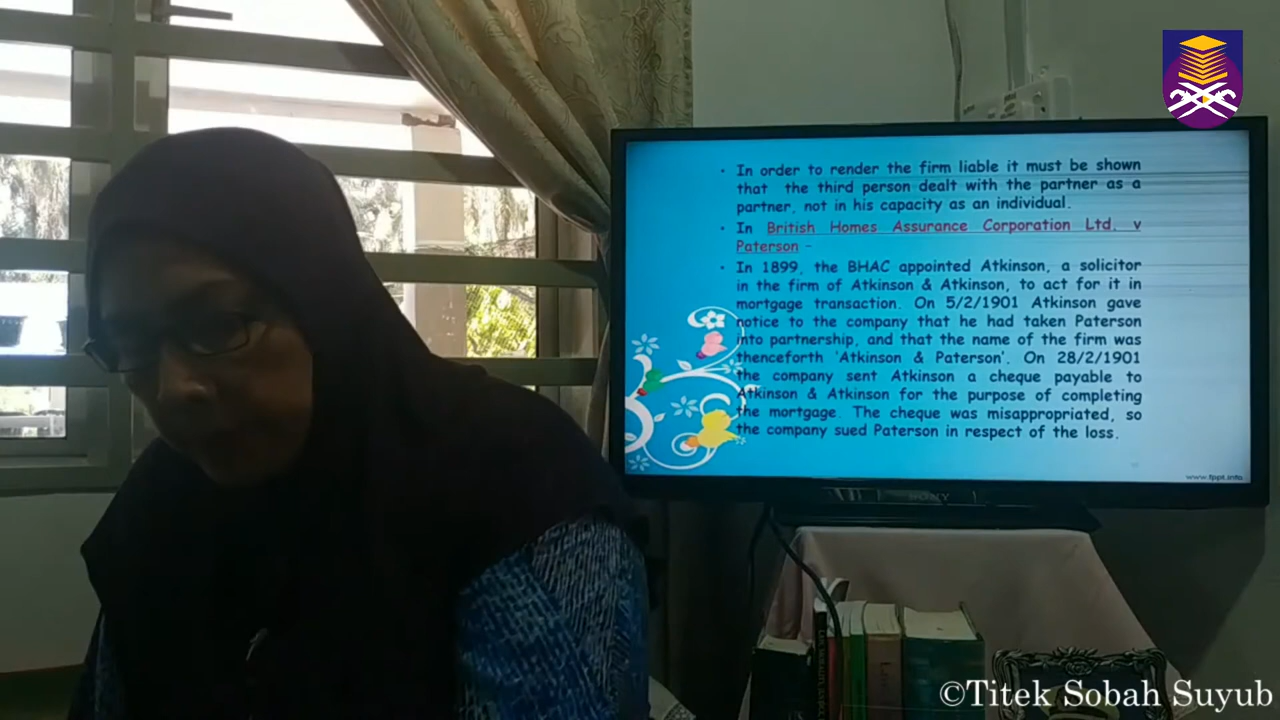 • In order to render the firm liable it must be shown
that the third person dealt with the partner as a
partner, not in his capacity as an individual.
• In British Homes Assurance Corporation Ltd. v
Paterson –
• In 1899, the BHAC appointed Atkinson, a solicitor
in the firm of Atkinson & Atkinson, to act for it in
mortgage transaction. On 5/2/1901 Atkinson gave
notice to the company that he had taken Paterson
into partnership, and that the name of the firm was
thenceforth 'Atkinson & Paterson'. On 28/2/1901
the company sent Atkinson a cheque payable to
Atkinson & Atkinson for the purpose of completing
the mortgage. The cheque was misappropriated, so
the company sued Paterson in respect of the loss.
www.fppt.info
SONY
©Titek Sobah Suyub